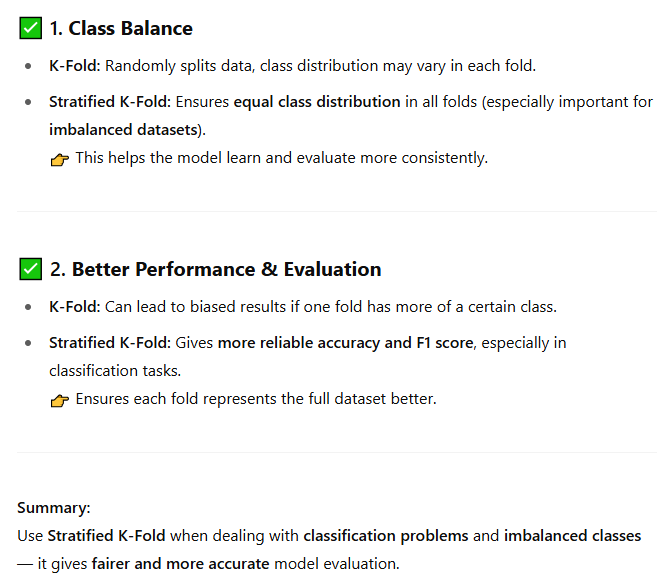 ✅ 1. Class Balance
• K-Fold: Randomly splits data, class distribution may vary in each fold.
• Stratified K-Fold: Ensures equal class distribution in all folds (especially important for
imbalanced datasets).
👉 This helps the model learn and evaluate more consistently.
✅ 2. Better Performance & Evaluation
• K-Fold: Can lead to biased results if one fold has more of a certain class.
• Stratified K-Fold: Gives more reliable accuracy and F1 score, especially in
classification tasks.
👉 Ensures each fold represents the full dataset better.
Summary:
Use Stratified K-Fold when dealing with classification problems and imbalanced classes
— it gives fairer and more accurate model evaluation.